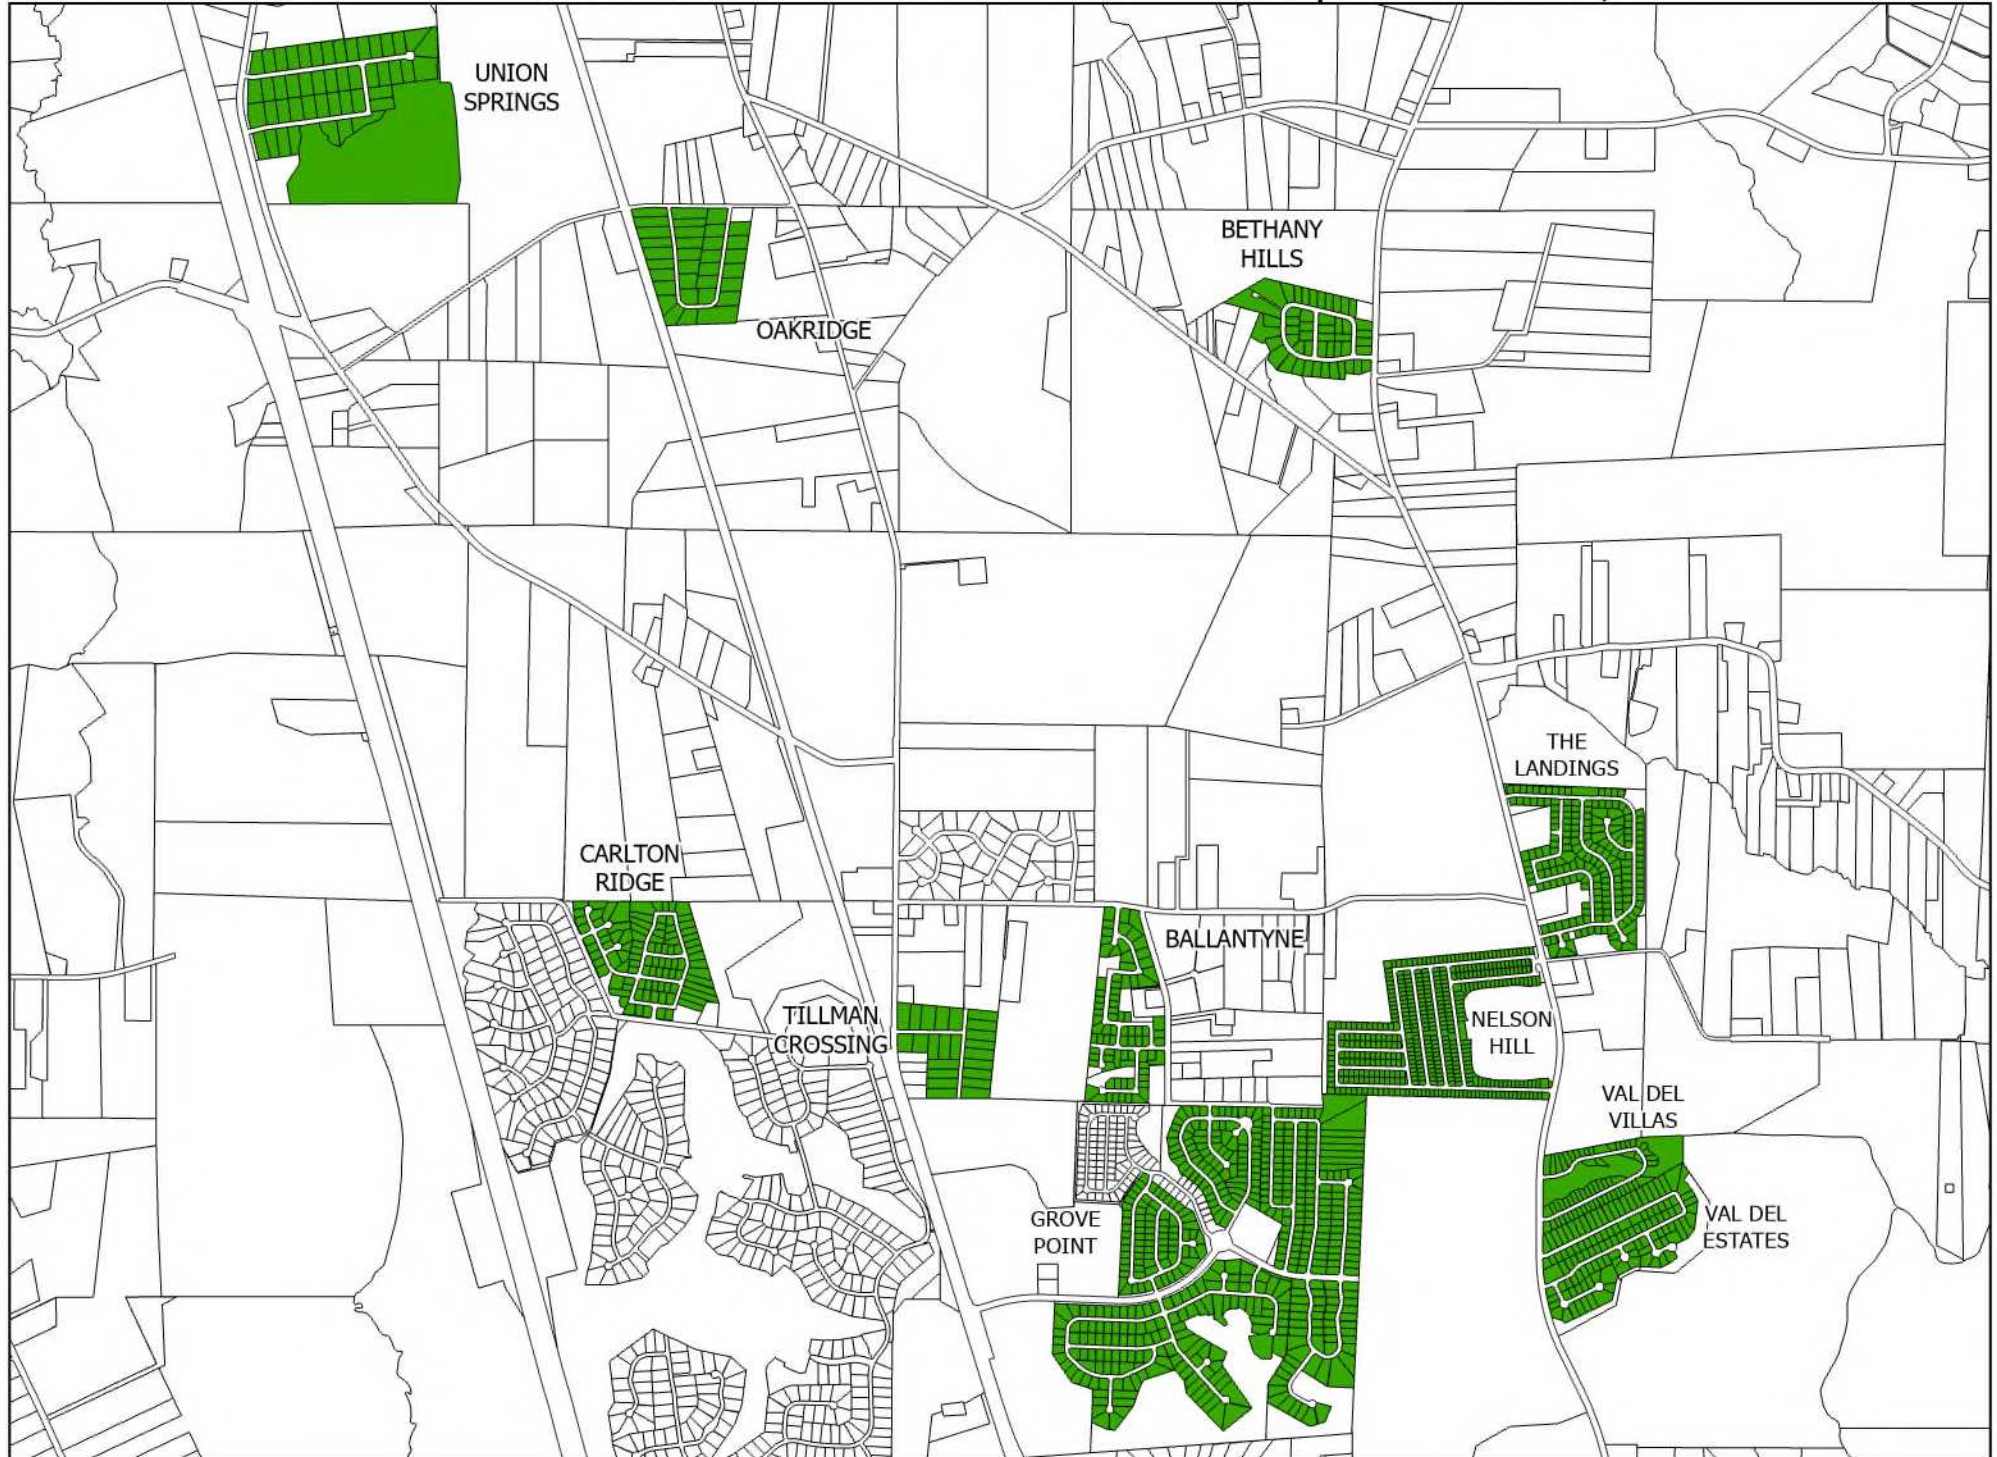 UNION
SPRINGS
BETHANY
HILLS
OAKRIDGE
THE
LANDINGS
CARLTON
RIDGE
BALLANTYNE
TILLMAN
CROSSING
NELSON
HILL
VAL DEL
VILLAS
GROVE
POINT
VAL DEL
ESTATES